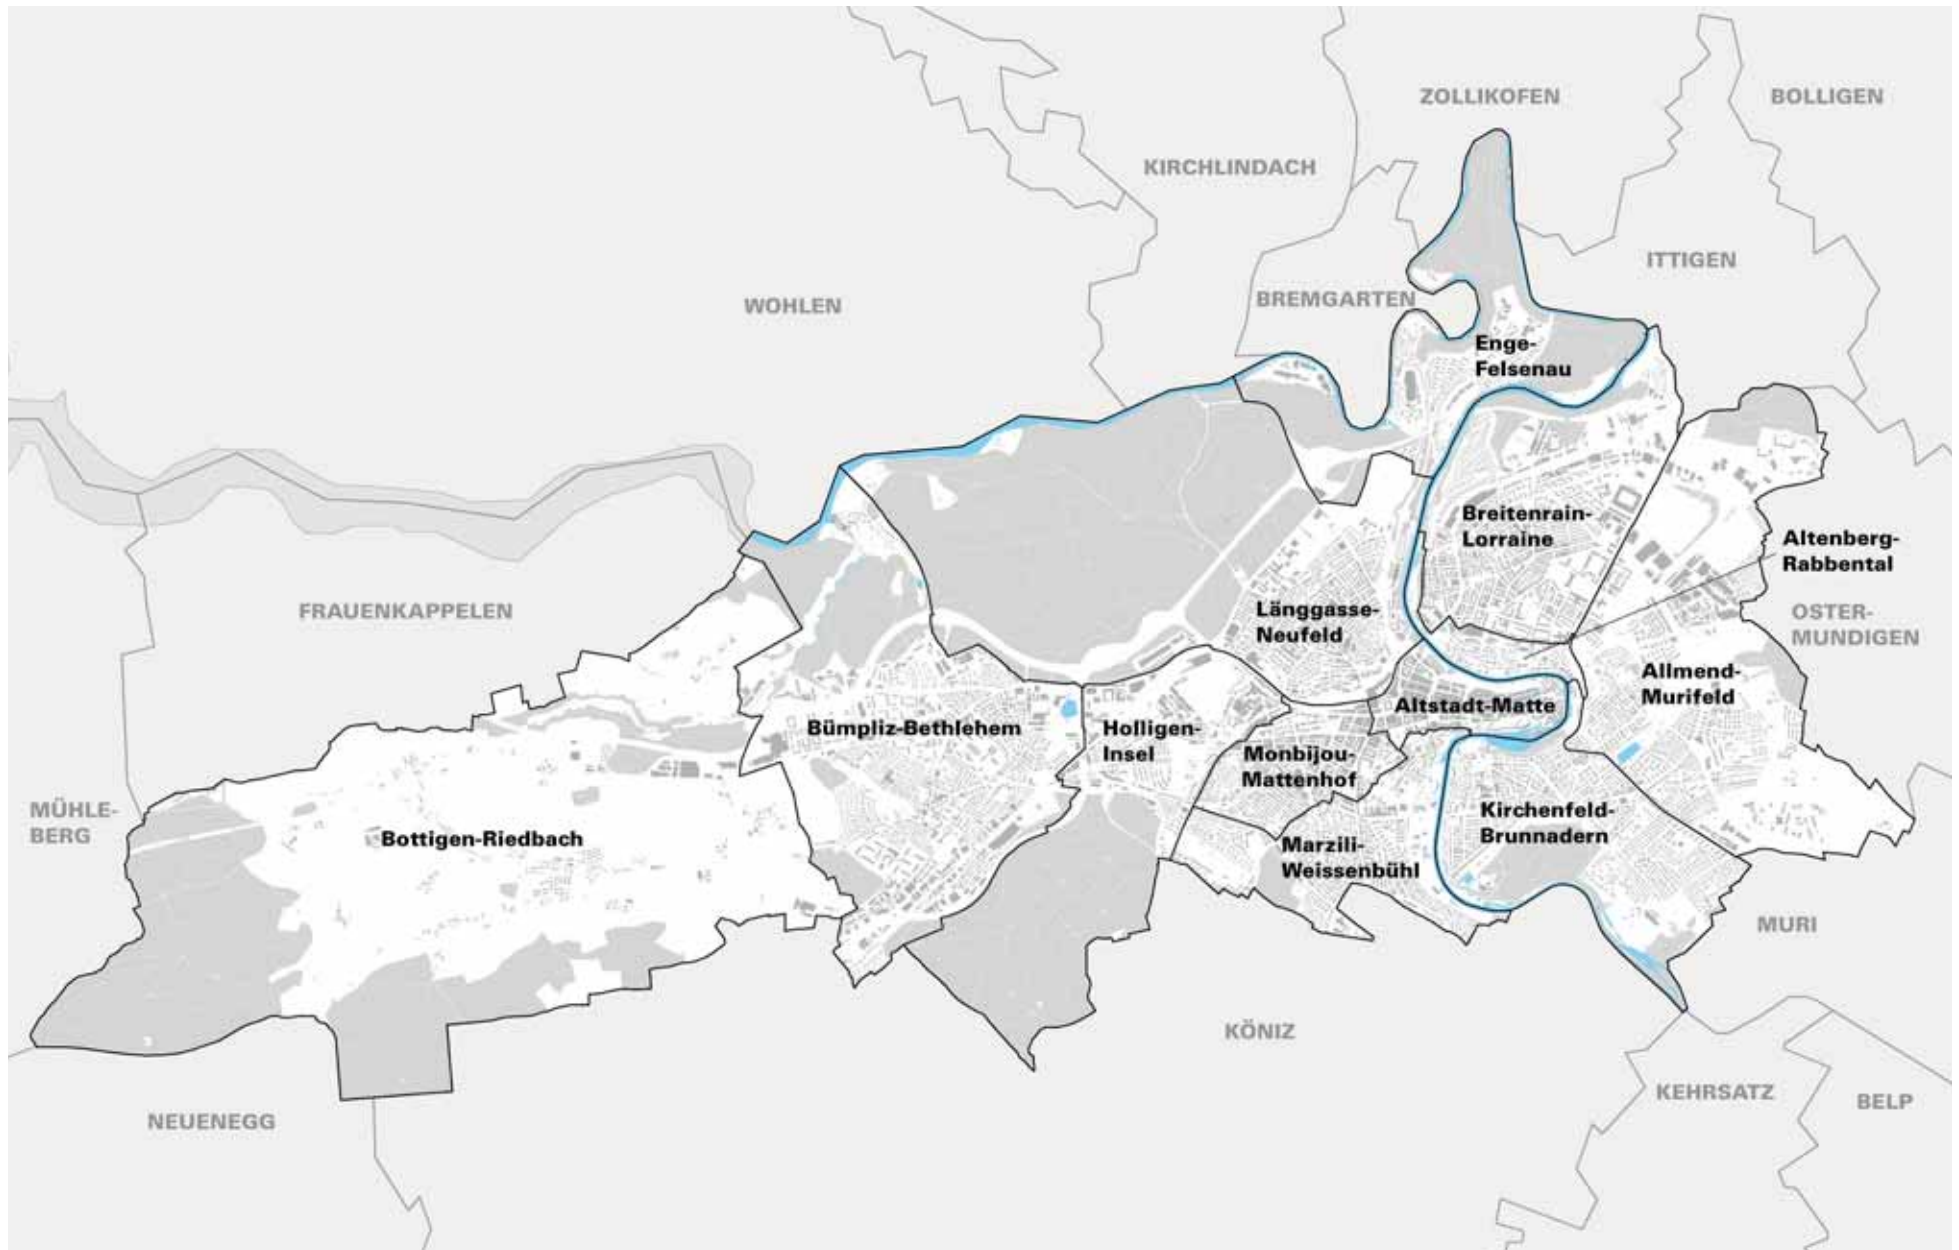 ZOLLIKOFEN
BOLLIGEN
KIRCHLINDACH
ITTIGEN
BREMGARTEN
WOHLEN
Enge-
Felsenau
Breitenrain-
Lorraine
Altenberg-
Rabbental
FRAUENKAPPELEN
Länggasse-
Neufeld
OSTER-
MUNDIGEN
Allmend-
Murifeld
Altstadt-Matte
Bümpliz-Bethlehem
Holligen-
Insel
Monbijou-
Mattenhof
MÜHLE-
BERG
Bottigen-Riedbach
Kirchenfeld-
Brunnadern
Marzili-
Weissenbühl
MURI
KÖNIZ
KEHRSATZ
BELP
NEUENEGG